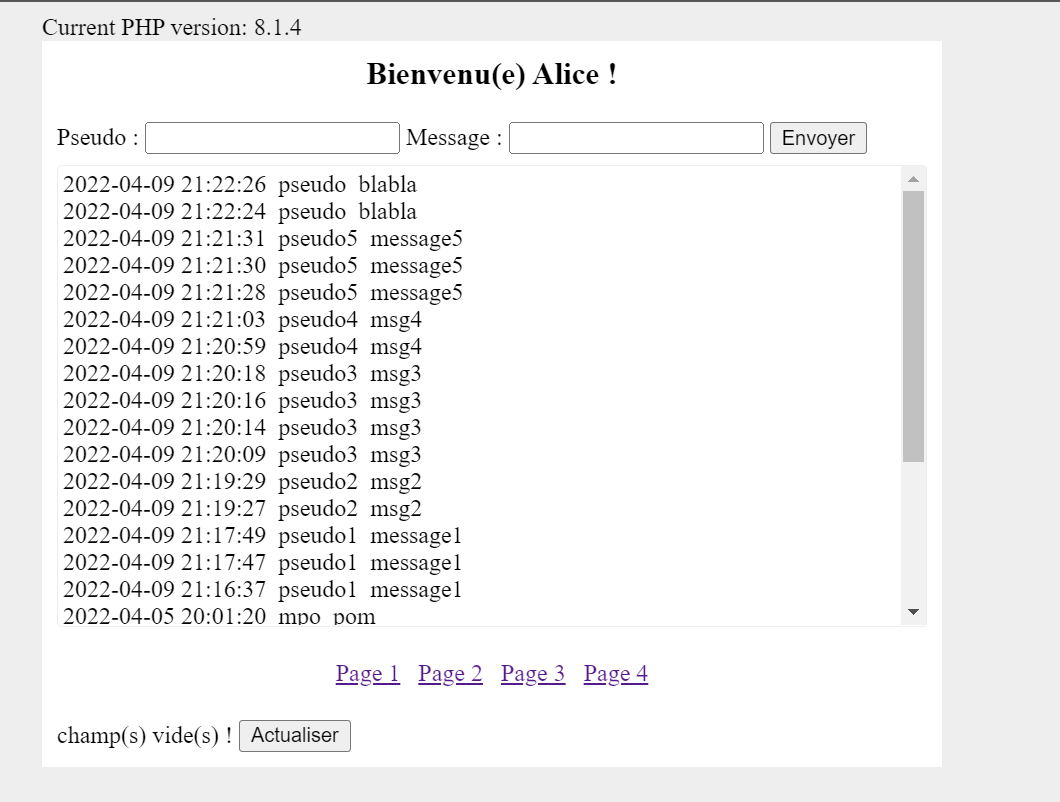 Current PHP version: 8.1.4
Bienvenu(e) Alice !
Pseudo : Message : Envoyer
2022-04-09 21:22:26 pseudo blabla
2022-04-09 21:22:24 pseudo blabla
2022-04-09 21:21:31 pseudo5 message5
2022-04-09 21:21:30 pseudo5 message5
2022-04-09 21:21:28 pseudo5 message5
2022-04-09 21:21:03 pseudo4 msg4
2022-04-09 21:20:59 pseudo4 msg4
2022-04-09 21:20:18 pseudo3 msg3
2022-04-09 21:20:16 pseudo3 msg3
2022-04-09 21:20:14 pseudo3 msg3
2022-04-09 21:20:09 pseudo3 msg3
2022-04-09 21:19:29 pseudo2 msg2
2022-04-09 21:19:27 pseudo2 msg2
2022-04-09 21:17:49 pseudo1 message1
2022-04-09 21:17:47 pseudo1 message1
2022-04-09 21:16:37 pseudo1 message1
2022-04-05 20:01:20 mpo pom
Page 1 Page 2 Page 3 Page 4
champ(s) vide(s) ! Actualiser